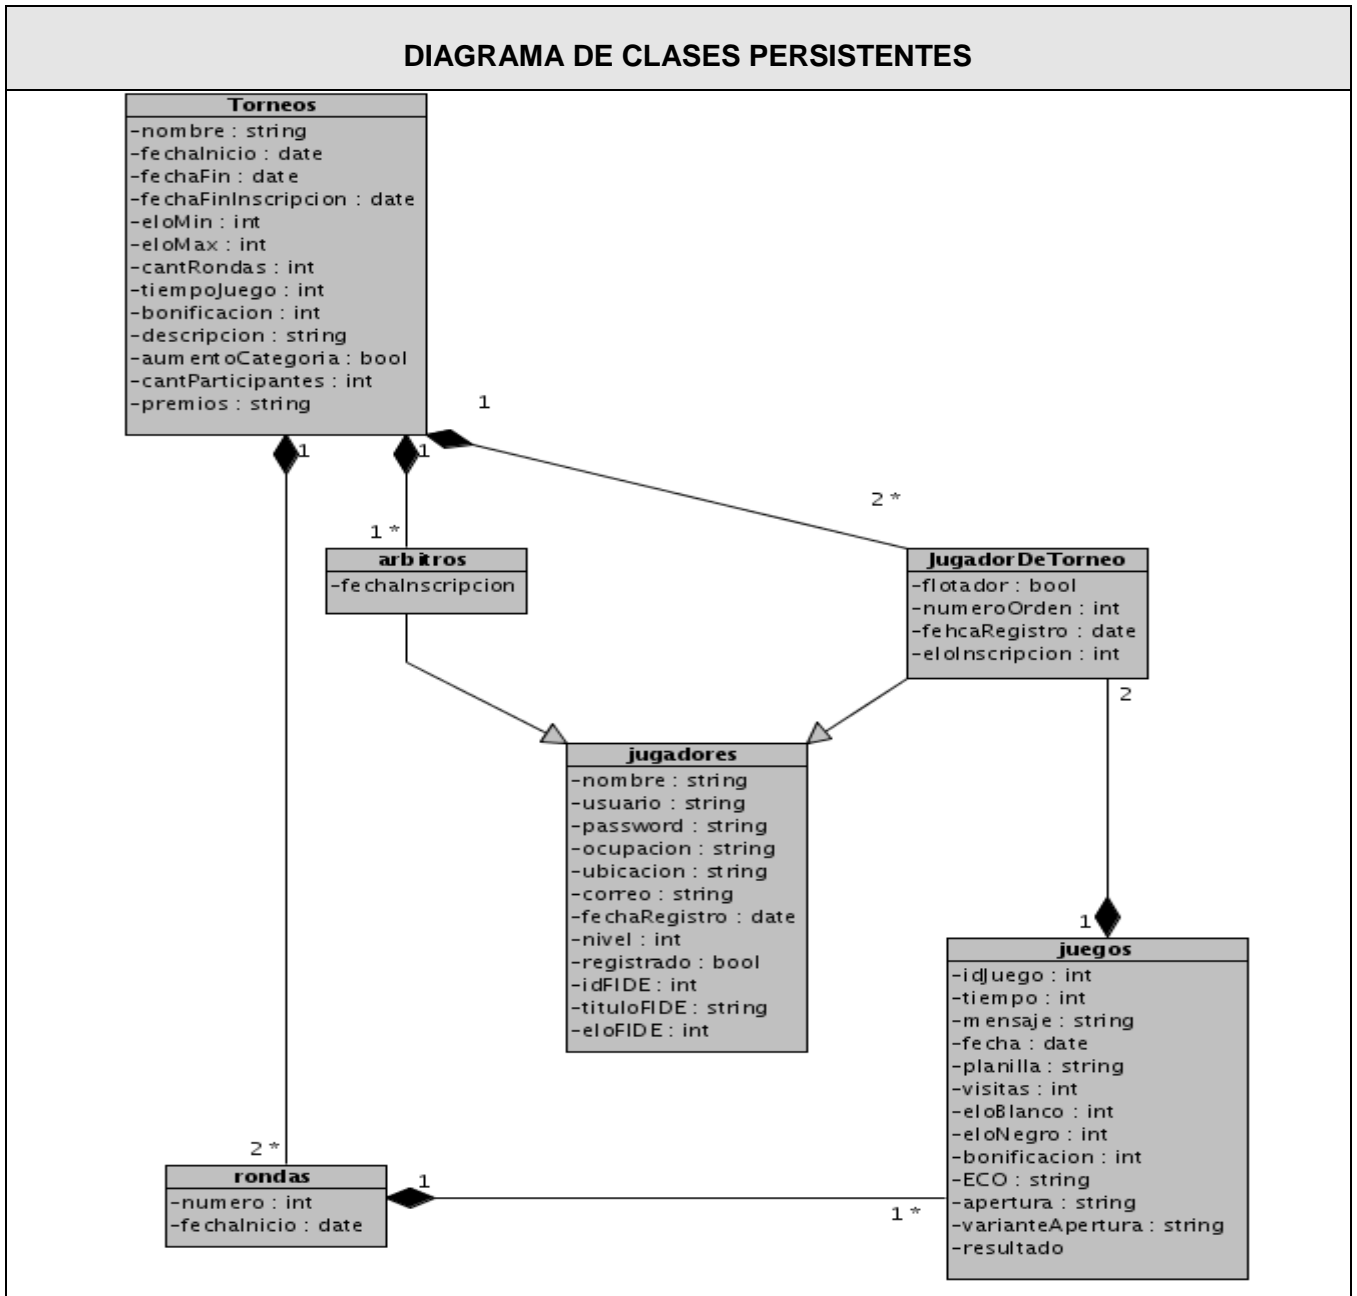 DIAGRAMA DE CLASES PERSISTENTES
Torneos
-nombre : string
-fechaInicio : date
-fechaFin : date
-fechaFinInscripcion : date
-eloMin : int
-eloMax : int
-cantRondas : int
-tiempoJuego : int
-bonificacion : int
-descripcion : string
-aumentoCategoria : bool
-cantParticipantes : int
-premios : string
1
1
1
2 *
1 *
arbitros
-fechaInscripcion
JugadorDeTorneo
-flotador : bool
-numeroOrden : int
-fehcaRegistro : date
-eloInscripcion : int
2
jugadores
-nombre : string
-usuario : string
-password : string
-ocupacion : string
-ubicacion : string
-correo : string
-fechaRegistro : date
-nivel : int
-registrado : bool
-idFIDE : int
-tituloFIDE : string
-eloFIDE : int
1
juegos
-idJuego : int
-tiempo : int
-mensaje : string
-fecha : date
-planilla : string
-visitas : int
-eloBlanco : int
-eloNegro : int
-bonificacion : int
-ECO : string
-apertura : string
-varianteApertura : string
-resultado
2 *
rondas
-numero : int
-fechaInicio : date
1
1 *